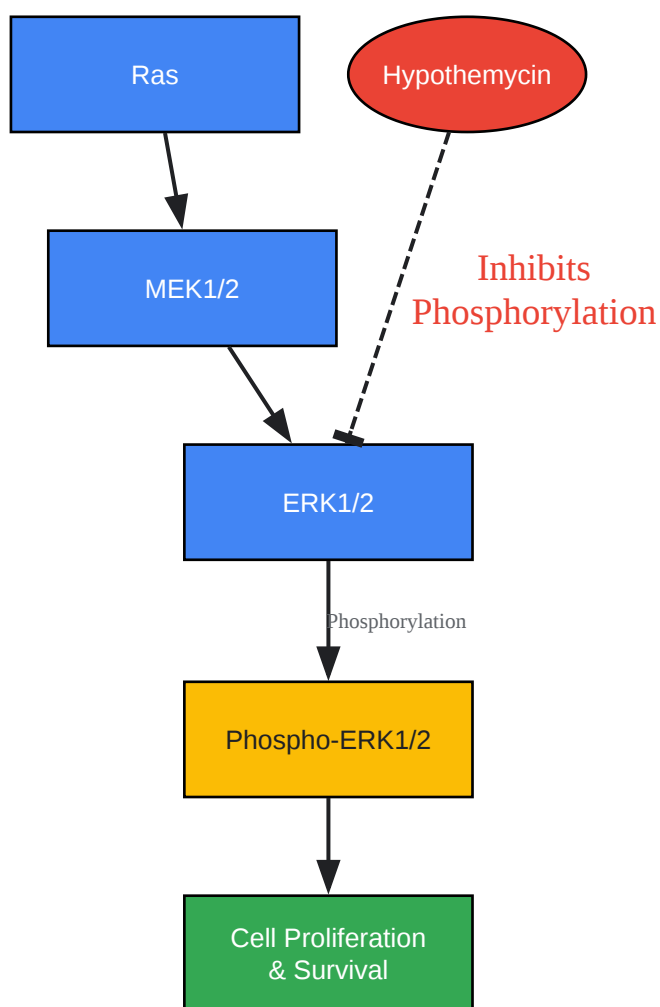 Ras
Hypothemycin
MEK1/2
Inhibits
Phosphorylation
ERK1/2
Phosphorylation
Phospho-ERK1/2
Cell Proliferation
& Survival